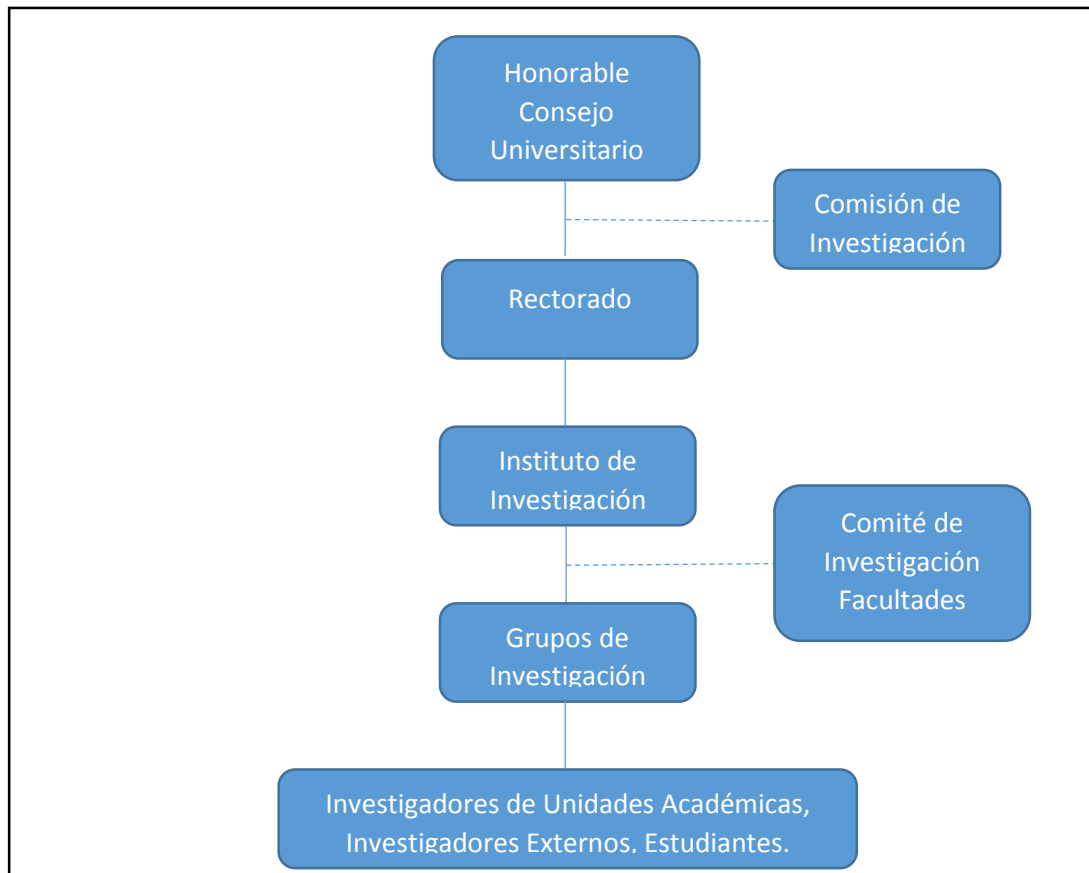 Honorable
Consejo
Universitario
Comisión de
Investigación
Rectorado
Instituto de
Investigación
Comité de
Investigación
Facultades
Grupos de
Investigación
Investigadores de Unidades Académicas,
Investigadores Externos, Estudiantes.